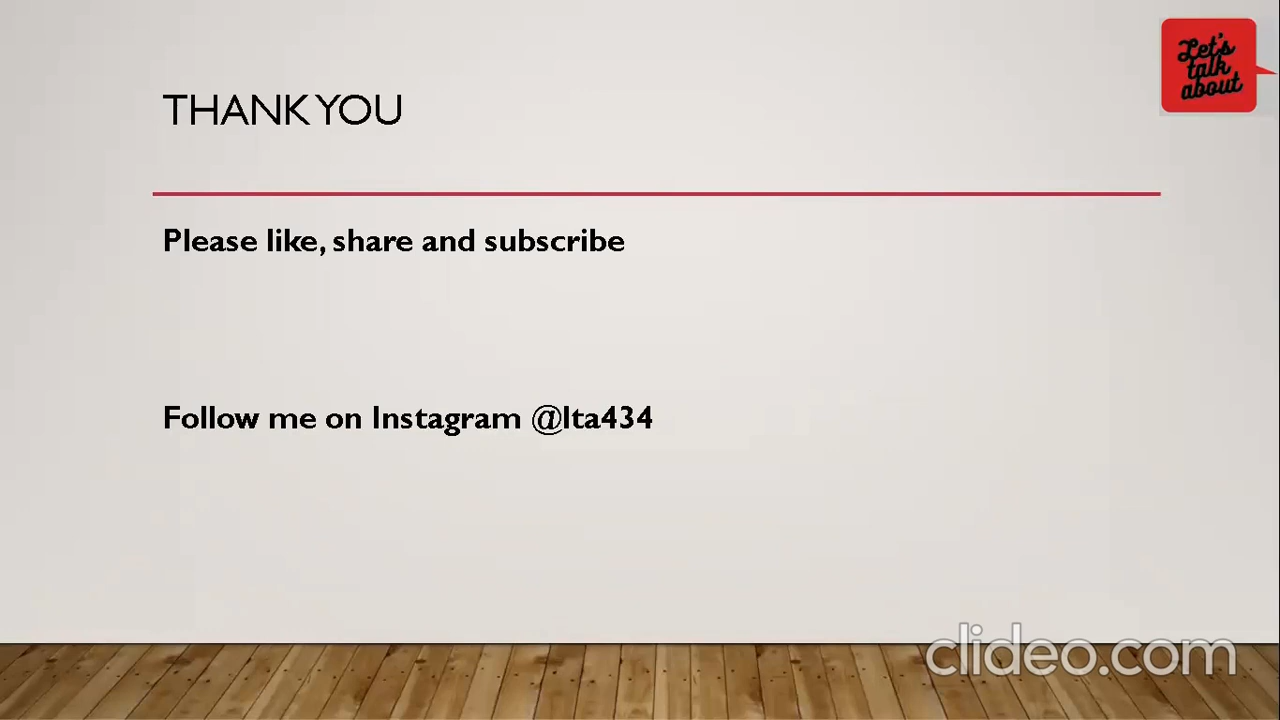 Let's
talk
about
THANK YOU
Please like, share and subscribe
Follow me on Instagram @lta434
clideo.com